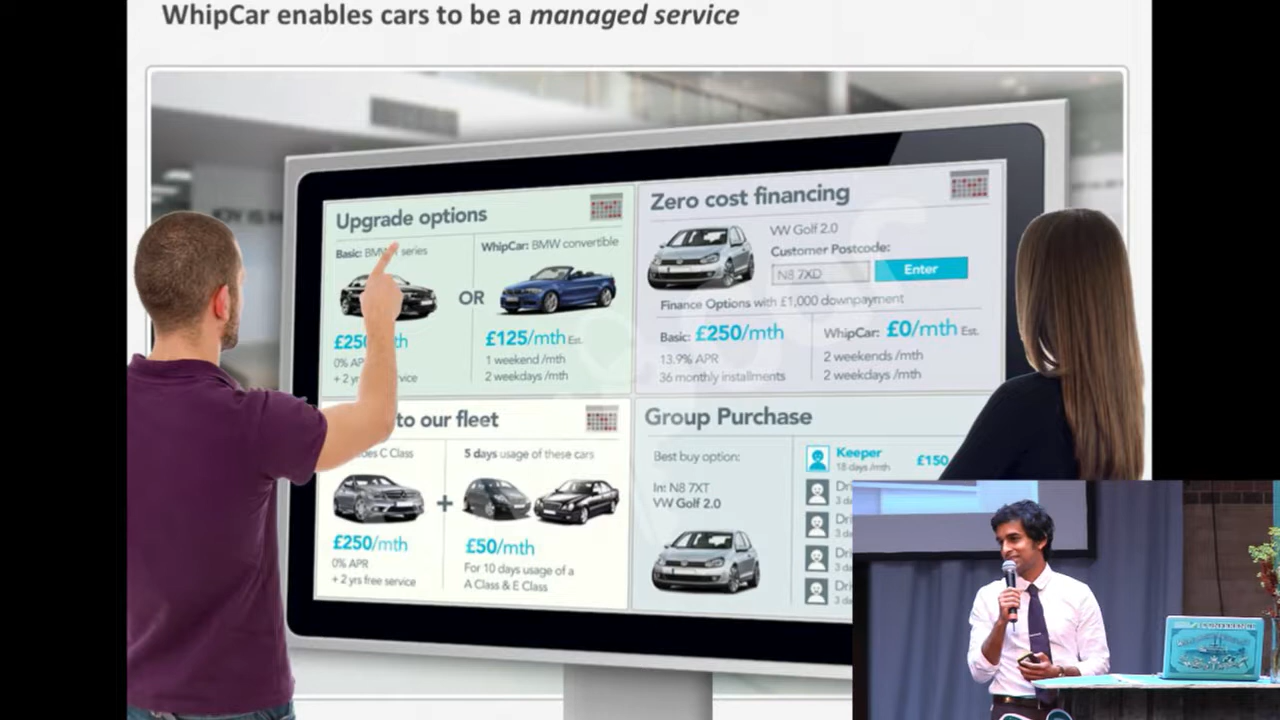 WhipCar enables cars to be a managed service
Upgrade options
Basic: series
WhipCar: BMW convertible
OR
£125/mth Est.
0%
1 weekend /mth
+ 2
2 weekdays /mth
Zero cost financing
VW Golf 2.0
Customer Postcode:
N8 7XD
Enter
Finance Options with £1,000 downpayment
Basic: £250/mth
13.9% APR
36 monthly installments
WhipCar: £0/mth Est.
2 weekends /mth
2 weekdays /mth
to our fleet
C Class
5 days usage of these cars
+
£250/mth
0% APR
+ 2 yrs free service
£50/mth
For 10 days usage of a
A Class & E Class
Group Purchase
Best buy option:
In: N8 7XT
VW Golf 2.0
Keeper
18 days /mth
£150